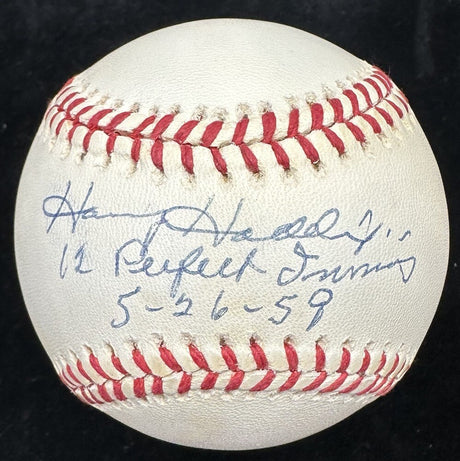 Harvey Haddix
12 Perfect Innings
5-26-59